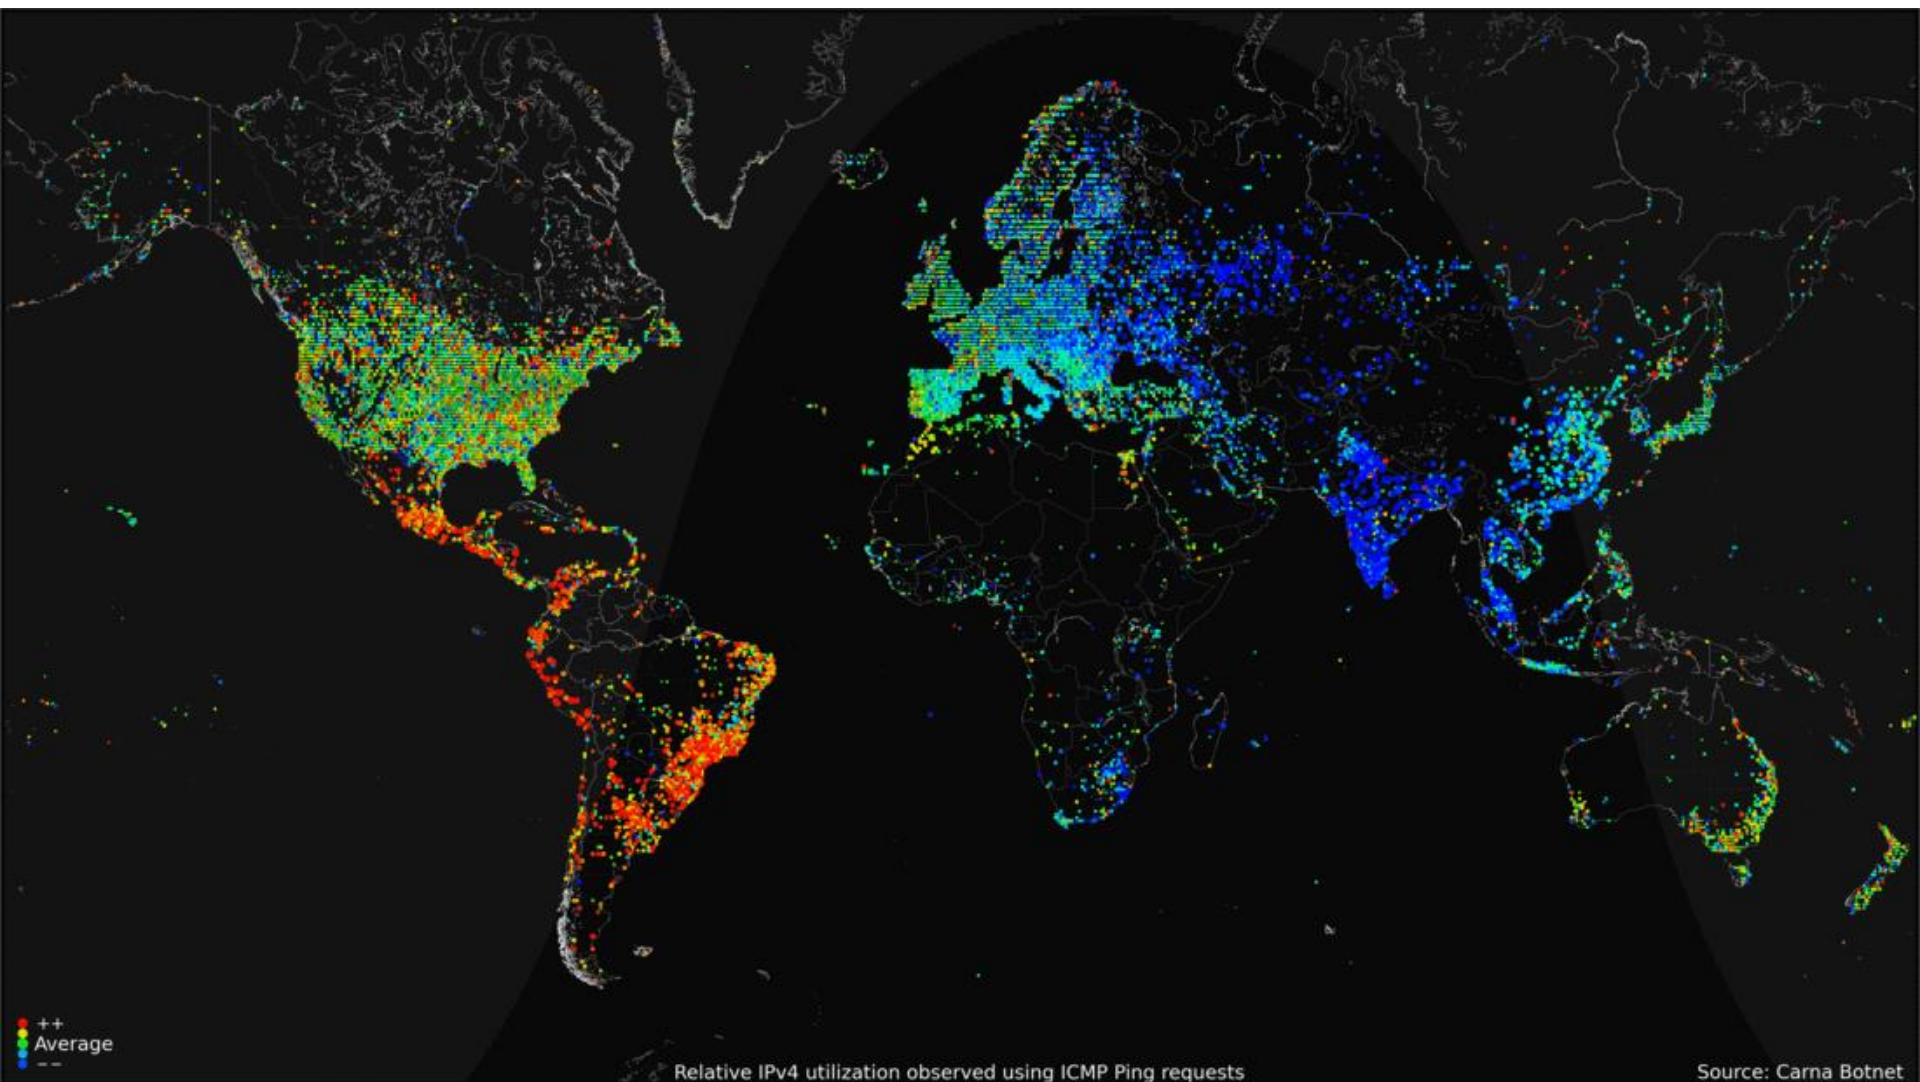 ++
Average
--
Relative IPv4 utilization observed using ICMP Ping requests
Source: Carna Botnet